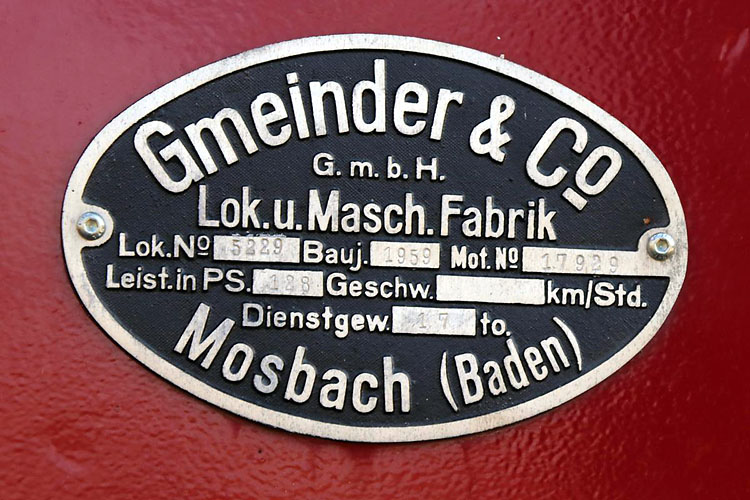 Gmeinder & Co
G.m.b.H.
Lok.u.Masch.Fabrik
Lok.No 5229 Bauj. 1959 Mot.No 17929
Leist.in PS. 128 Geschw. km/Std.
Dienstgew. 17 to.
Mosbach (Baden)